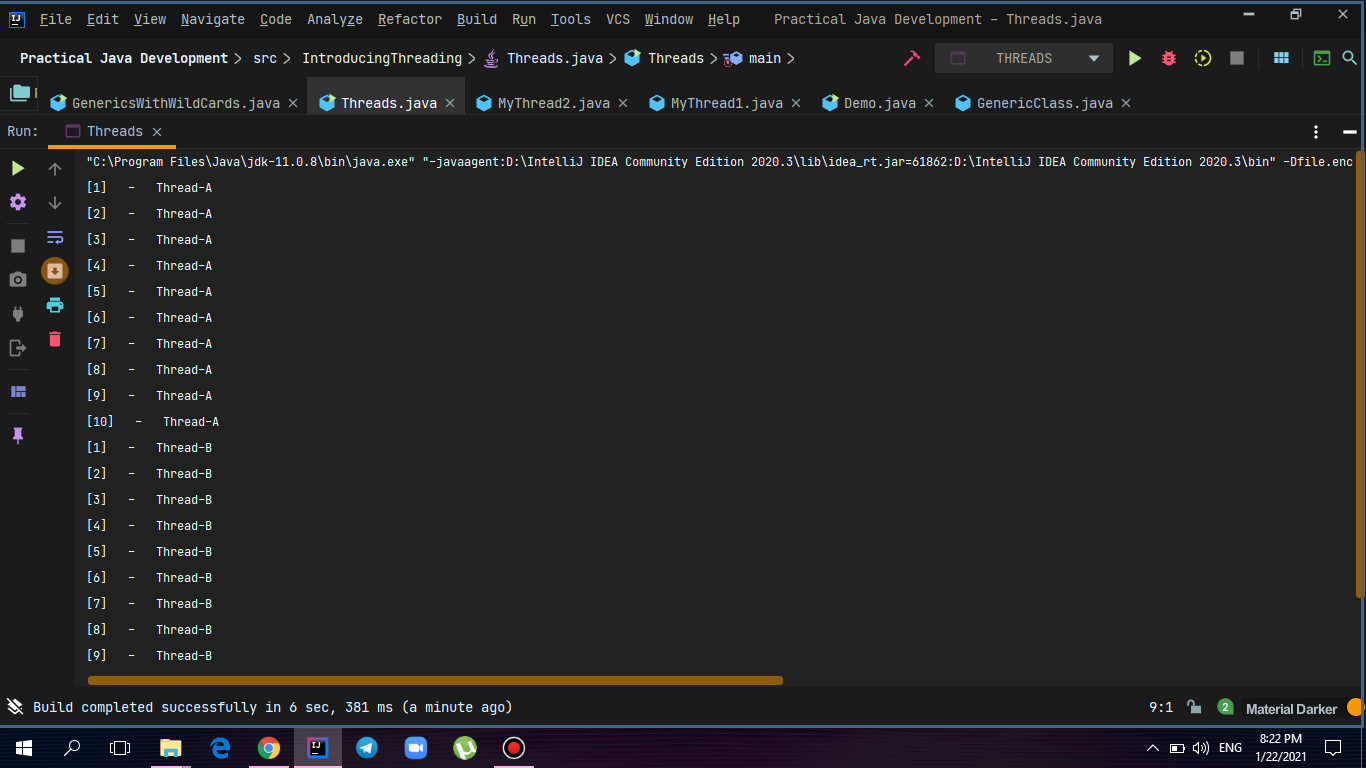 File Edit View Navigate Code Analyze Refactor Build Run Tools VCS Window Help Practical Java Development - Threads.java
Practical Java Development > src > IntroducingThreading > Threads.java > Threads > main > THREADS
GenericsWithWildCards.java × Threads.java × MyThread2.java × MyThread1.java × Demo.java × GenericClass.java ×
Run: Threads ×
"C:\Program Files\Java\jdk-11.0.8\bin\java.exe" "-javaagent:D:\IntelliJ IDEA Community Edition 2020.3\lib\idea_rt.jar=61862:D:\IntelliJ IDEA Community Edition 2020.3\bin" -Dfile.enc
[1] - Thread-A
[2] - Thread-A
[3] - Thread-A
[4] - Thread-A
[5] - Thread-A
[6] - Thread-A
[7] - Thread-A
[8] - Thread-A
[9] - Thread-A
[10] - Thread-A
[1] - Thread-B
[2] - Thread-B
[3] - Thread-B
[4] - Thread-B
[5] - Thread-B
[6] - Thread-B
[7] - Thread-B
[8] - Thread-B
[9] - Thread-B
Build completed successfully in 6 sec, 381 ms (a minute ago) 9:1 2 Material Darker
ENG 8:22 PM
1/22/2021